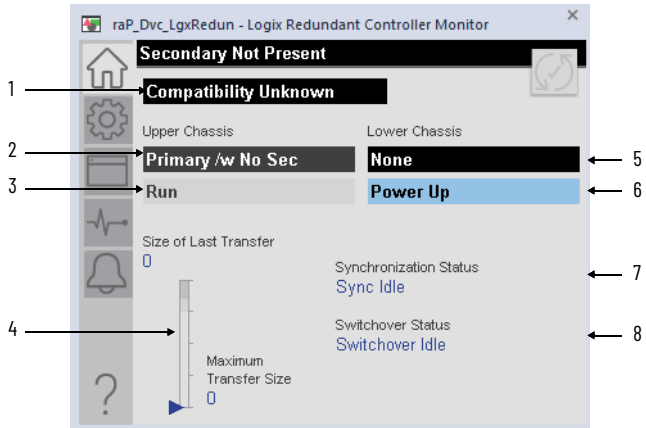 raP_Dvc_LgxRedun - Logix Redundant Controller Monitor
Secondary Not Present
1
Compatibility Unknown
Upper Chassis
Lower Chassis
2
Primary /w No Sec
None
5
3
Run
Power Up
6
Size of Last Transfer
0
Synchronization Status
7
Sync Idle
4
Switchover Status
8
Switchover Idle
Maximum
Transfer Size
0
?